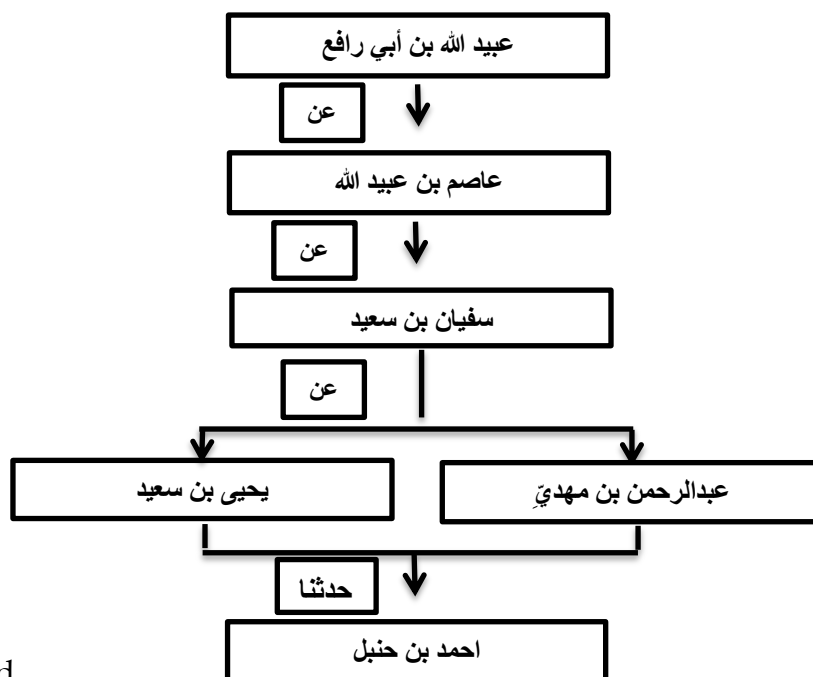 عبيد الله بن أبي رافع
عن
عاصم بن عبيد الله
عن
سفيان بن سعيد
عن
عبدالرحمن بن مهديِّ
يحيى بن سعيد
حدثنا
احمد بن حنبل